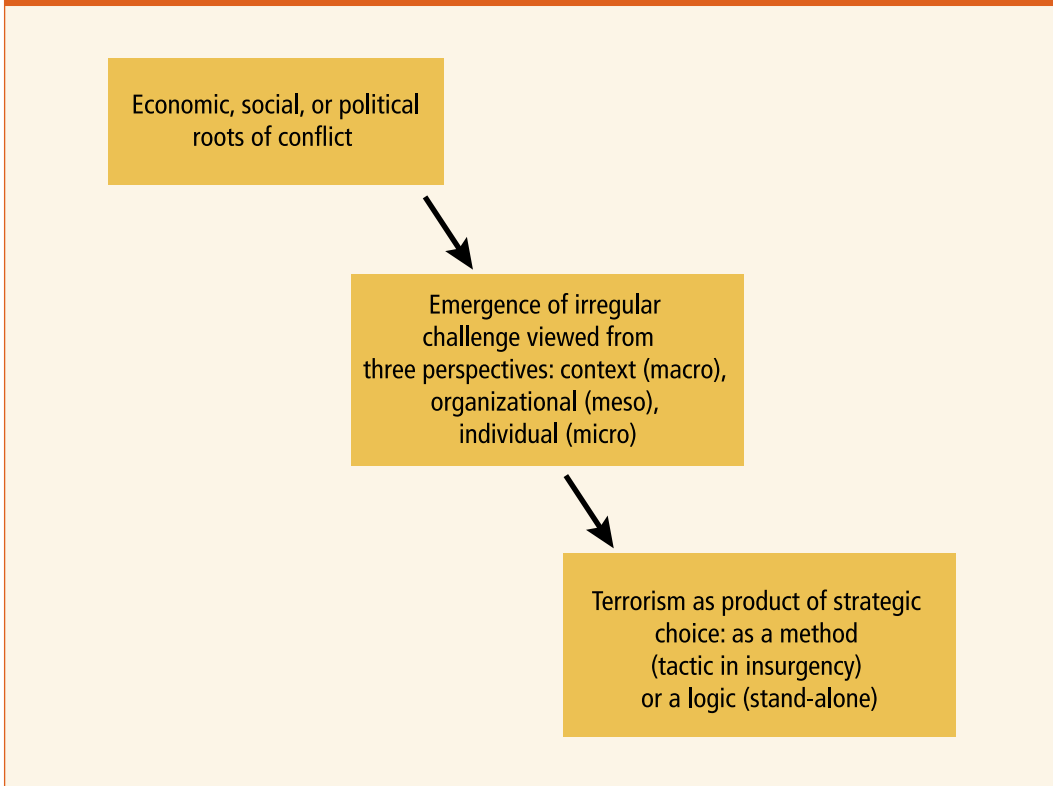 Economic, social, or political
roots of conflict
Emergence of irregular
challenge viewed from
three perspectives: context (macro),
organizational (meso),
individual (micro)
Terrorism as product of strategic
choice: as a method
(tactic in insurgency)
or a logic (stand-alone)